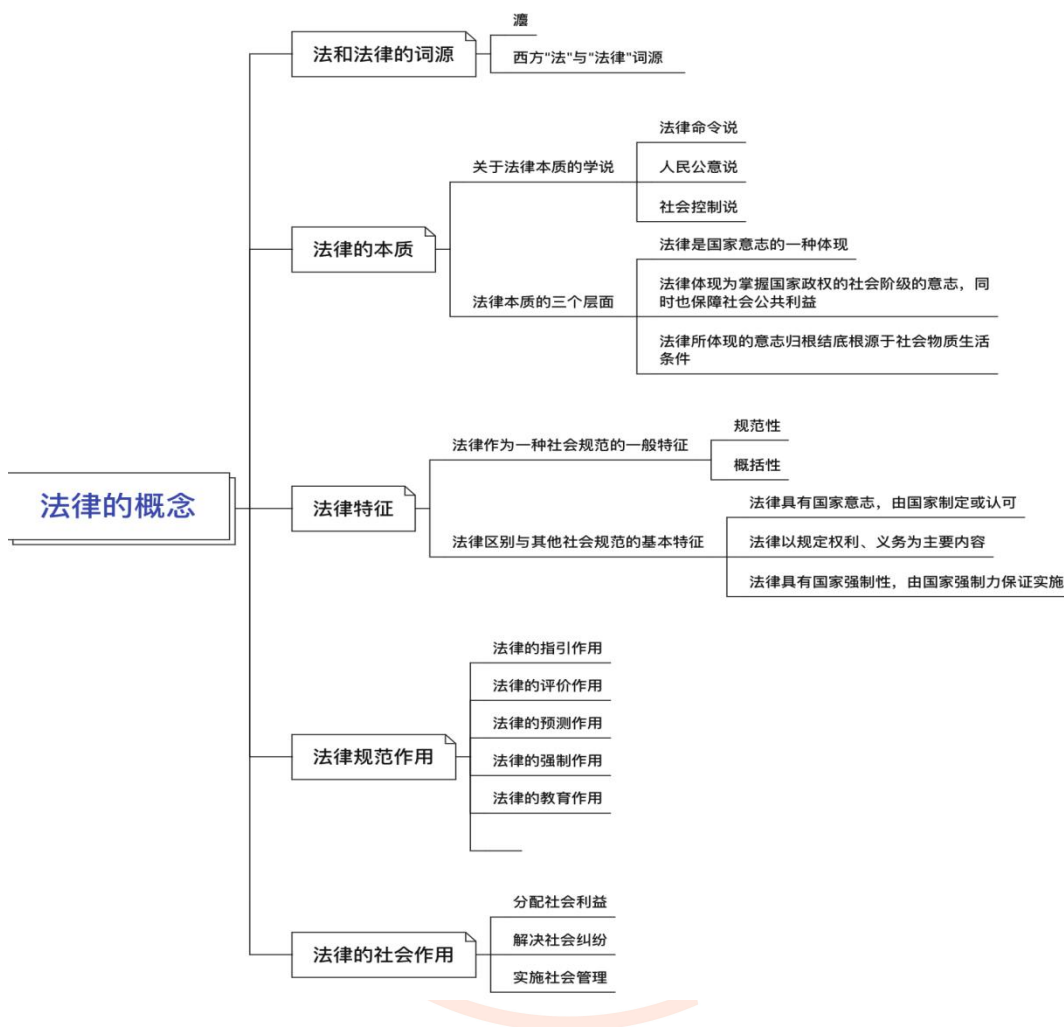 法律的概念
法和法律的词源
灋
西方"法"与"法律"词源
法律的本质
关于法律本质的学说
法律命令说
人民公意说
社会控制说
法律本质的三个层面
法律是国家意志的一种体现
法律体现为掌握国家政权的社会阶级的意志，同
时也保障社会公共利益
法律所体现的意志归根结底根源于社会物质生活
条件
法律特征
法律作为一种社会规范的一般特征
规范性
概括性
法律区别与其他社会规范的基本特征
法律具有国家意志，由国家制定或认可
法律以规定权利、义务为主要内容
法律具有国家强制性，由国家强制力保证实施
法律规范作用
法律的指引作用
法律的评价作用
法律的预测作用
法律的强制作用
法律的教育作用
法律的社会作用
分配社会利益
解决社会纠纷
实施社会管理